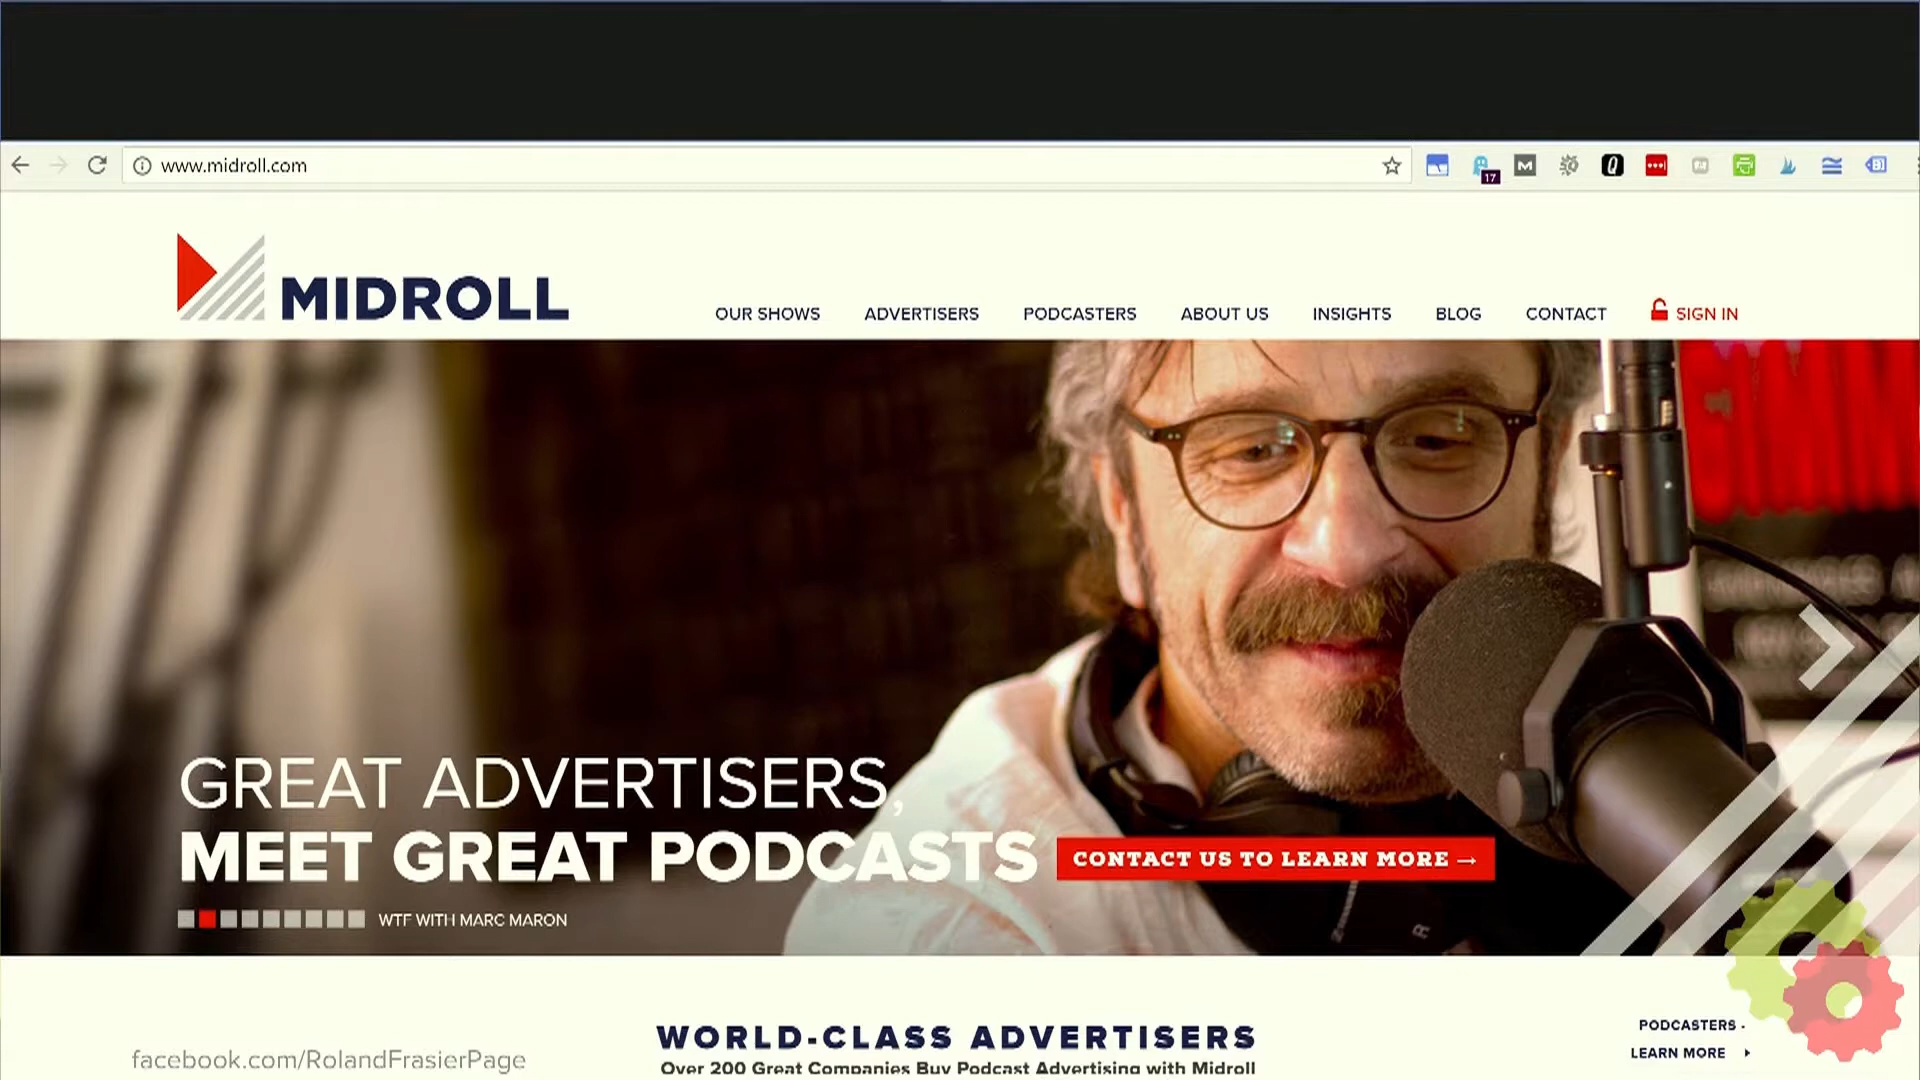 www.midroll.com
17
MIDROLL
OUR SHOWS ADVERTISERS PODCASTERS ABOUT US INSIGHTS BLOG CONTACT SIGN IN
GREAT ADVERTISERS,
MEET GREAT PODCASTS
CONTACT US TO LEARN MORE →
WTF WITH MARC MARON
WORLD-CLASS ADVERTISERS
Over 200 Great Companies Buy Podcast Advertising with Midroll
PODCASTERS -
LEARN MORE
facebook.com/RolandFrasierPage